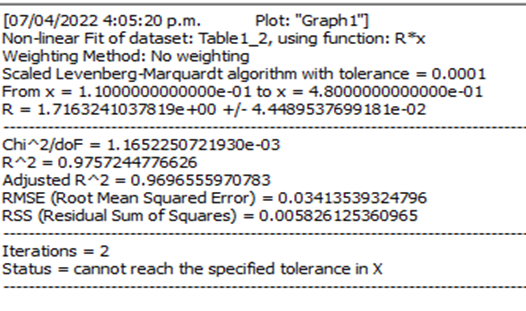 [07/04/2022 4:05:20 p.m. Plot: "Graph1"]
Non-linear Fit of dataset: Table1_2, using function: R*x
Weighting Method: No weighting
Scaled Levenberg-Marquardt algorithm with tolerance = 0.0001
From x = 1.1000000000000e-01 to x = 4.8000000000000e-01
R = 1.7163241037819e+00 +/- 4.4489537699181e-02
Chi^2/doF = 1.1652250721930e-03
R^2 = 0.9757244776626
Adjusted R^2 = 0.9696555970783
RMSE (Root Mean Squared Error) = 0.03413539324796
RSS (Residual Sum of Squares) = 0.005826125360965
Iterations = 2
Status = cannot reach the specified tolerance in X